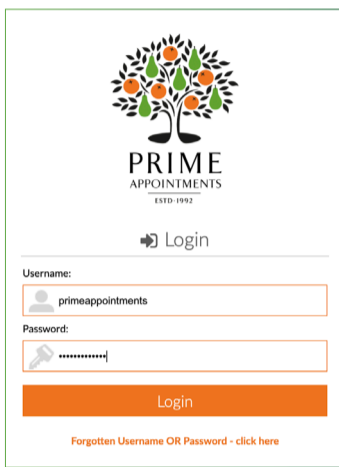 PRIME
APPOINTMENTS
ESTD·1992
Login
Username:
primeappointments
Password:
•••••••••••••
Login
Forgotten Username OR Password - click here